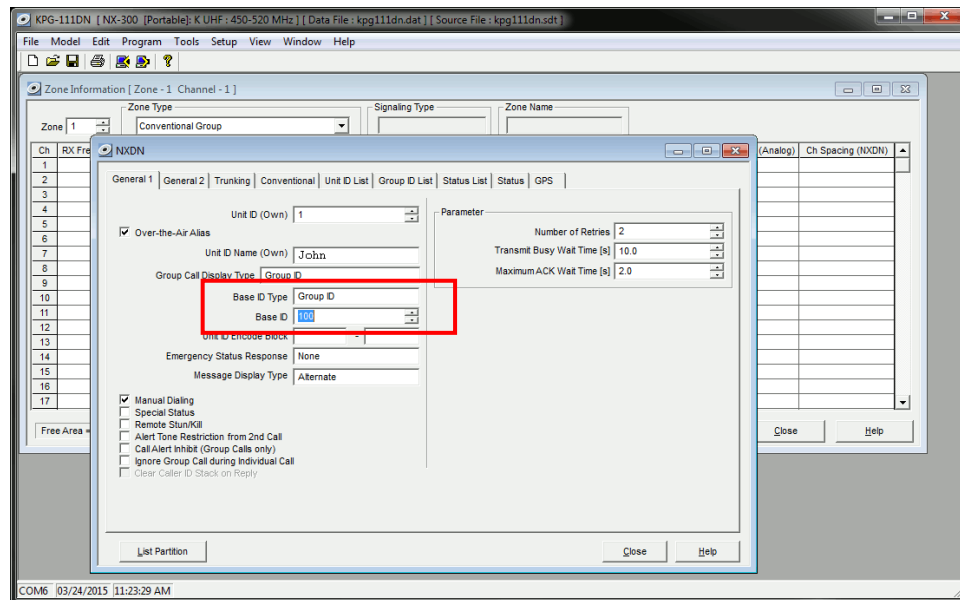 KPG-111DN [ NX-300 [Portable]: K UHF : 450-520 MHz ] [ Data File : kpg111dn.dat ] [ Source File : kpg111dn.sdt ]
File Model Edit Program Tools Setup View Window Help
Zone Information [ Zone - 1 Channel - 1 ]
Zone Type Signaling Type Zone Name
Zone 1 Conventional Group
Ch RX Fre (Analog) Ch Spacing (NXDN)
1
2
3
4
5
6
7
8
9
10
11
12
13
14
15
16
17
Free Area = Close Help
NXDN
General 1 General 2 Trunking Conventional Unit ID List Group ID List Status List Status GPS
Unit ID (Own) 1
Over-the-Air Alias
Unit ID Name (Own) John
Group Call Display Type Group ID
Base ID Type Group ID
Base ID 100
Unit ID Encode Block -
Emergency Status Response None
Message Display Type Alternate
Manual Dialing
Special Status
Remote Stun/Kill
Alert Tone Restriction from 2nd Call
Call Alert Inhibit (Group Calls only)
Ignore Group Call during Individual Call
Clear Caller ID Stack on Reply
Parameter
Number of Retries 2
Transmit Busy Wait Time [s] 10.0
Maximum ACK Wait Time [s] 2.0
List Partition Close Help
COM6 03/24/2015 11:23:29 AM